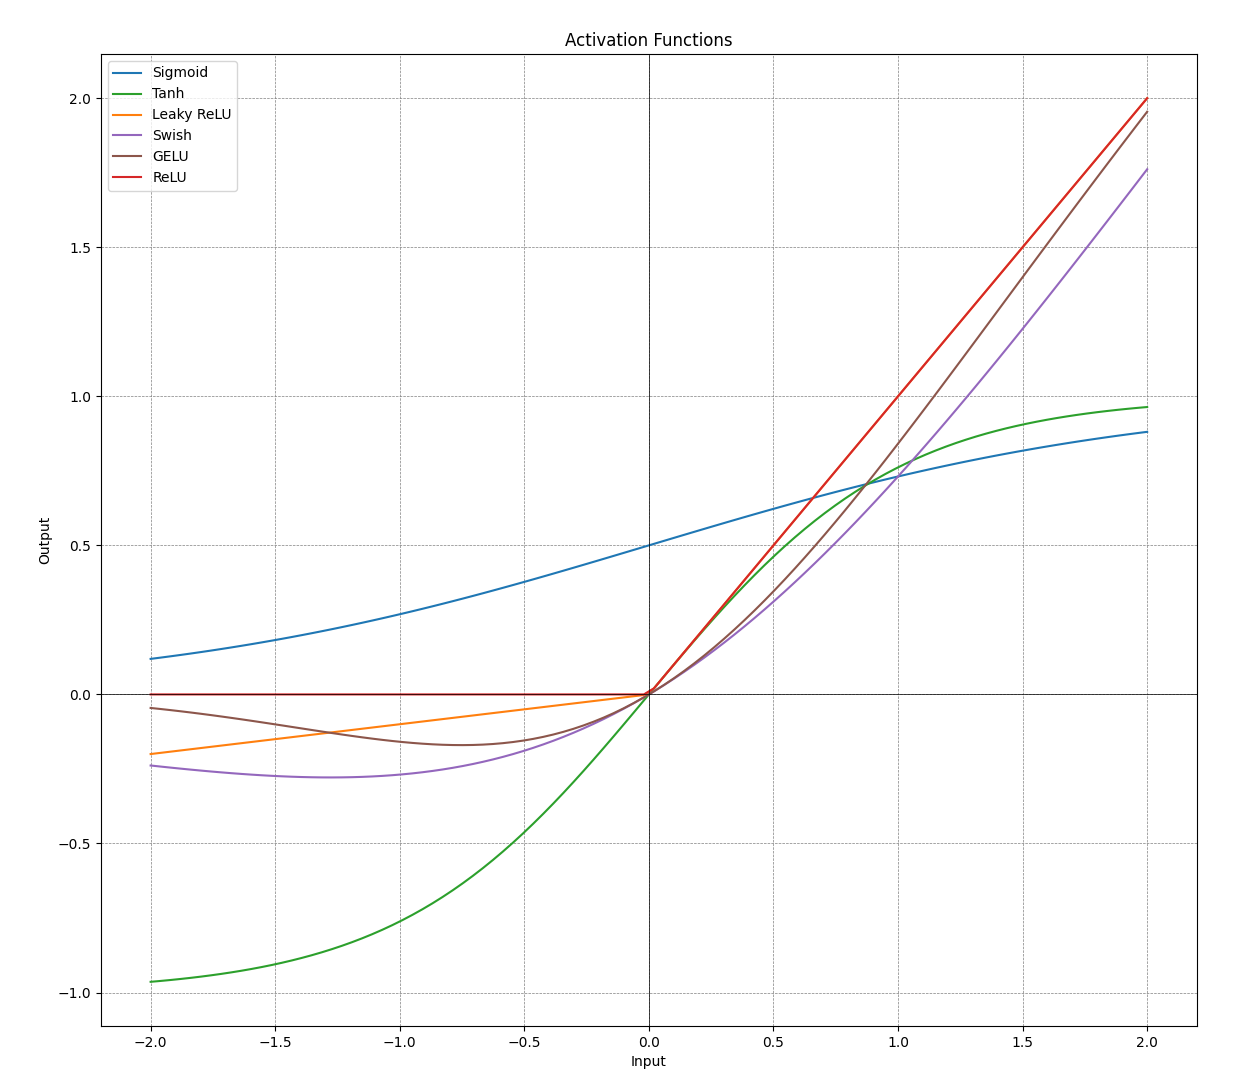 Activation Functions
Sigmoid
Tanh
Leaky ReLU
Swish
GELU
ReLU
2.0
1.5
1.0
0.5
0.0
−0.5
−1.0
Output
−2.0 −1.5 −1.0 −0.5 0.0 0.5 1.0 1.5 2.0
Input